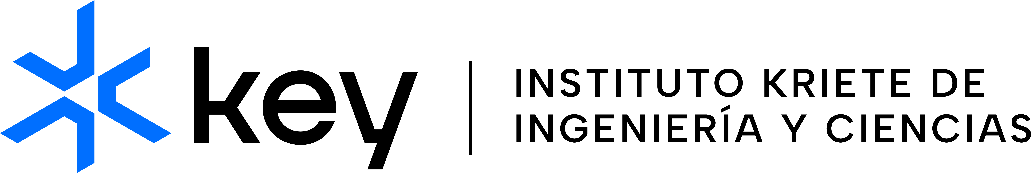 key
INSTITUTO KRIETE DE
INGENIERÍA Y CIENCIAS